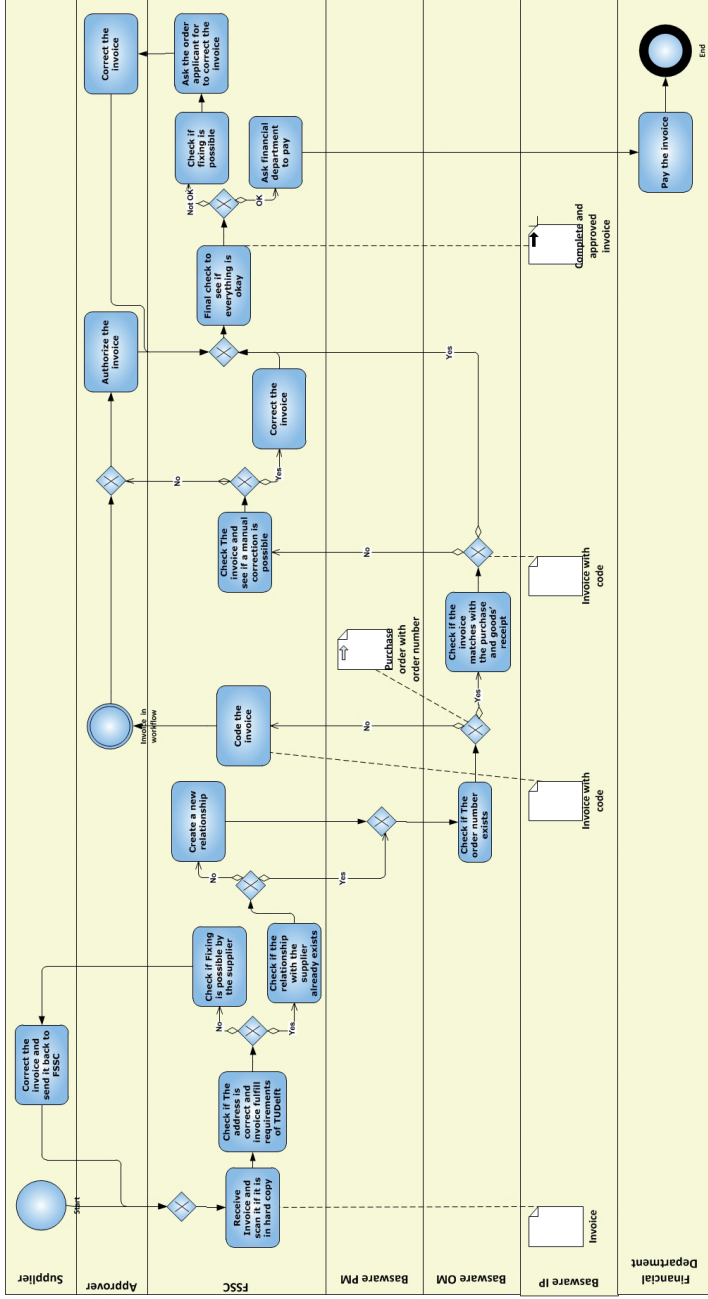 Supplier
Approver
FSSC
Basware PM
Basware OM
Basware IP
Financial
Department
Start
Correct the
invoice and
send it back to
FSSC
Receive
Invoice and
scan it if it is
in hard copy
Invoice
Check if The
address is
correct and
invoice fulfill
requirements
of TUDelft
No
Yes
Check if Fixing
is possible by
the supplier
Check if the
relationship
with the
supplier
already exists
No
Yes
Create a new
relationship
Check if The
order number
exists
No
Yes
Code the
invoice
Invoice with
code
Invoice in
workflow
Purchase
order with
order number
Check if the
invoice
matches with
the purchase
and goods'
receipt
No
Yes
Invoice with
code
Check The
invoice and
see if a manual
correction is
possible
No
Yes
Correct the
invoice
Authorize the
invoice
Final check to
see if
everything is
okay
Complete and
approved
invoice
Not OK
OK
Check if
fixing is
possible
Ask financial
department
to pay
Ask the order
applicant for
to correct the
invoice
Correct the
invoice
Pay the invoice
End